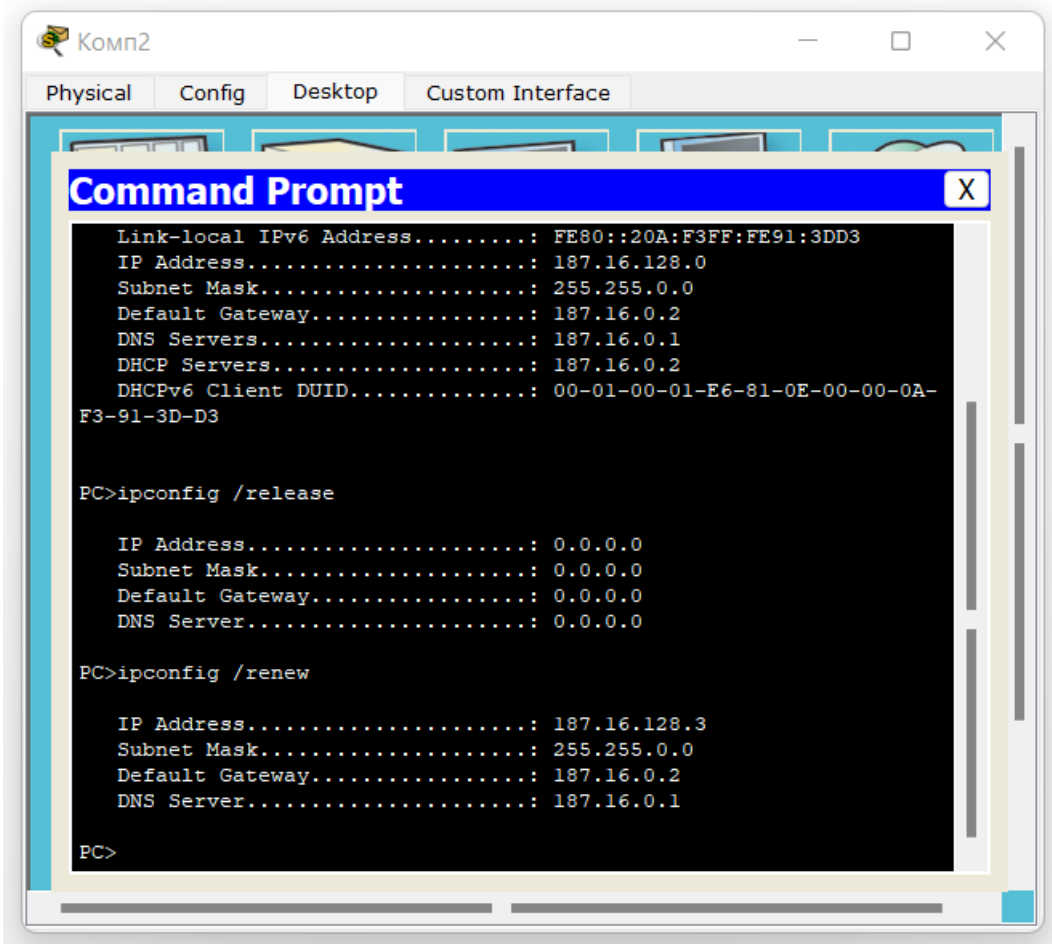 Комп2
Physical Config Desktop Custom Interface
Command Prompt X
Link-local IPv6 Address.........: FE80::20A:F3FF:FE91:3DD3
IP Address......................: 187.16.128.0
Subnet Mask.....................: 255.255.0.0
Default Gateway.................: 187.16.0.2
DNS Servers.....................: 187.16.0.1
DHCP Servers....................: 187.16.0.2
DHCPv6 Client DUID..............: 00-01-00-01-E6-81-0E-00-00-0A-
F3-91-3D-D3
PC>ipconfig /release
IP Address......................: 0.0.0.0
Subnet Mask.....................: 0.0.0.0
Default Gateway.................: 0.0.0.0
DNS Server......................: 0.0.0.0
PC>ipconfig /renew
IP Address......................: 187.16.128.3
Subnet Mask.....................: 255.255.0.0
Default Gateway.................: 187.16.0.2
DNS Server......................: 187.16.0.1
PC>